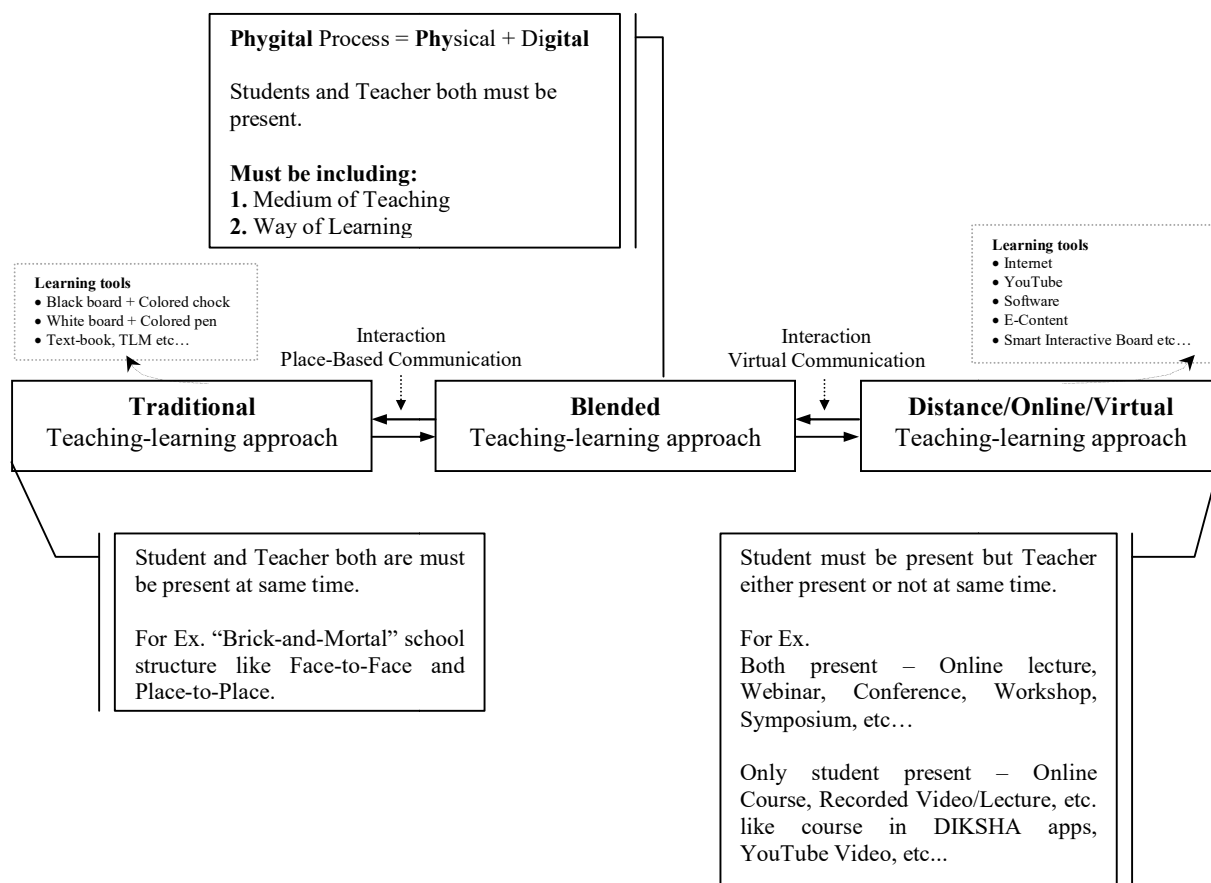 Phygital Process = Physical + Digital
Students and Teacher both must be
present.
Must be including:
1. Medium of Teaching
2. Way of Learning
Learning tools
• Internet
• YouTube
• Software
• E-Content
• Smart Interactive Board etc…
Learning tools
• Black board + Colored chock
• White board + Colored pen
• Text-book, TLM etc…
Interaction
Place-Based Communication
Interaction
Virtual Communication
Traditional
Teaching-learning approach
Blended
Teaching-learning approach
Distance/Online/Virtual
Teaching-learning approach
Student and Teacher both are must
be present at same time.
For Ex. “Brick-and-Mortal” school
structure like Face-to-Face and
Place-to-Place.
Student must be present but Teacher
either present or not at same time.
For Ex.
Both present – Online lecture,
Webinar, Conference, Workshop,
Symposium, etc…
Only student present – Online
Course, Recorded Video/Lecture, etc.
like course in DIKSHA apps,
YouTube Video, etc...